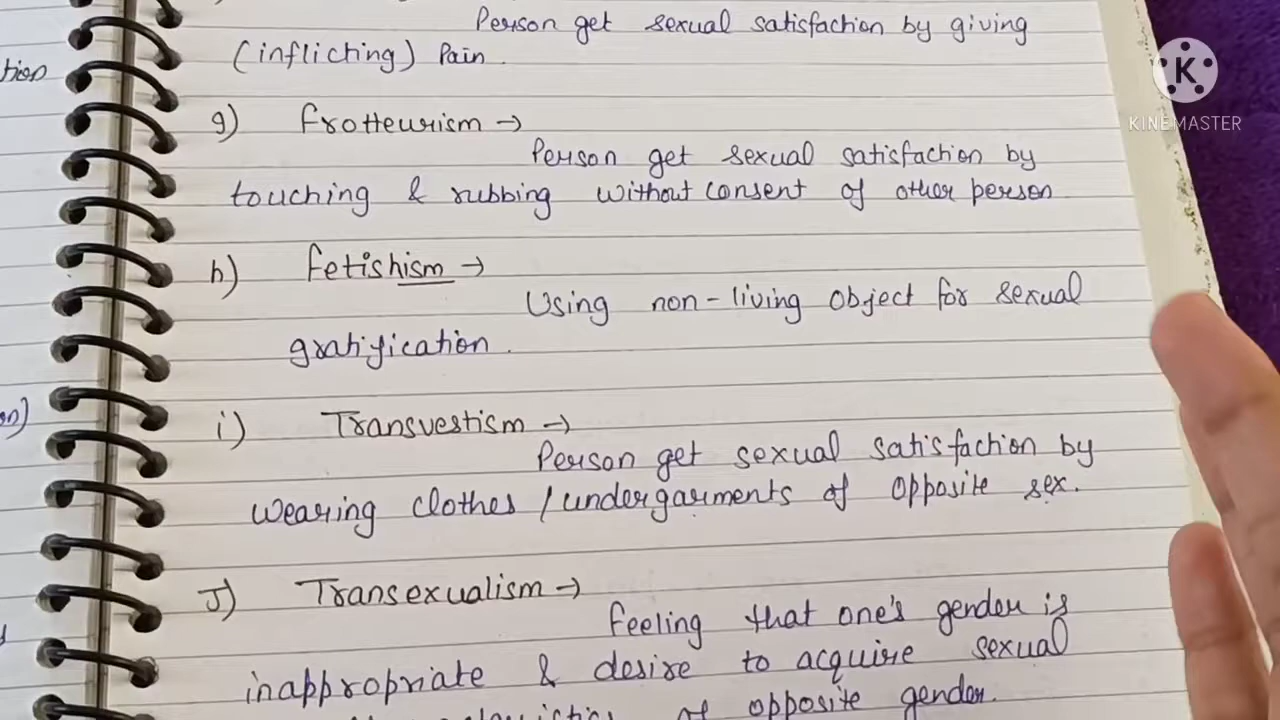 Person get sexual satisfaction by giving
tion
(inflicting) Pain.
K
KINEMASTER
g) Frotteurism →
Person get sexual satisfaction by
touching & rubbing without consent of other person
h) Fetishism →
Using non-living object for sexual
gratification.
on)
i) Transvestism →
Person get sexual satisfaction by
wearing clothes / undergarments of opposite sex.
J) Transexualism →
Feeling that one's gender is
inappropriate & desire to acquire sexual
of opposite gender.